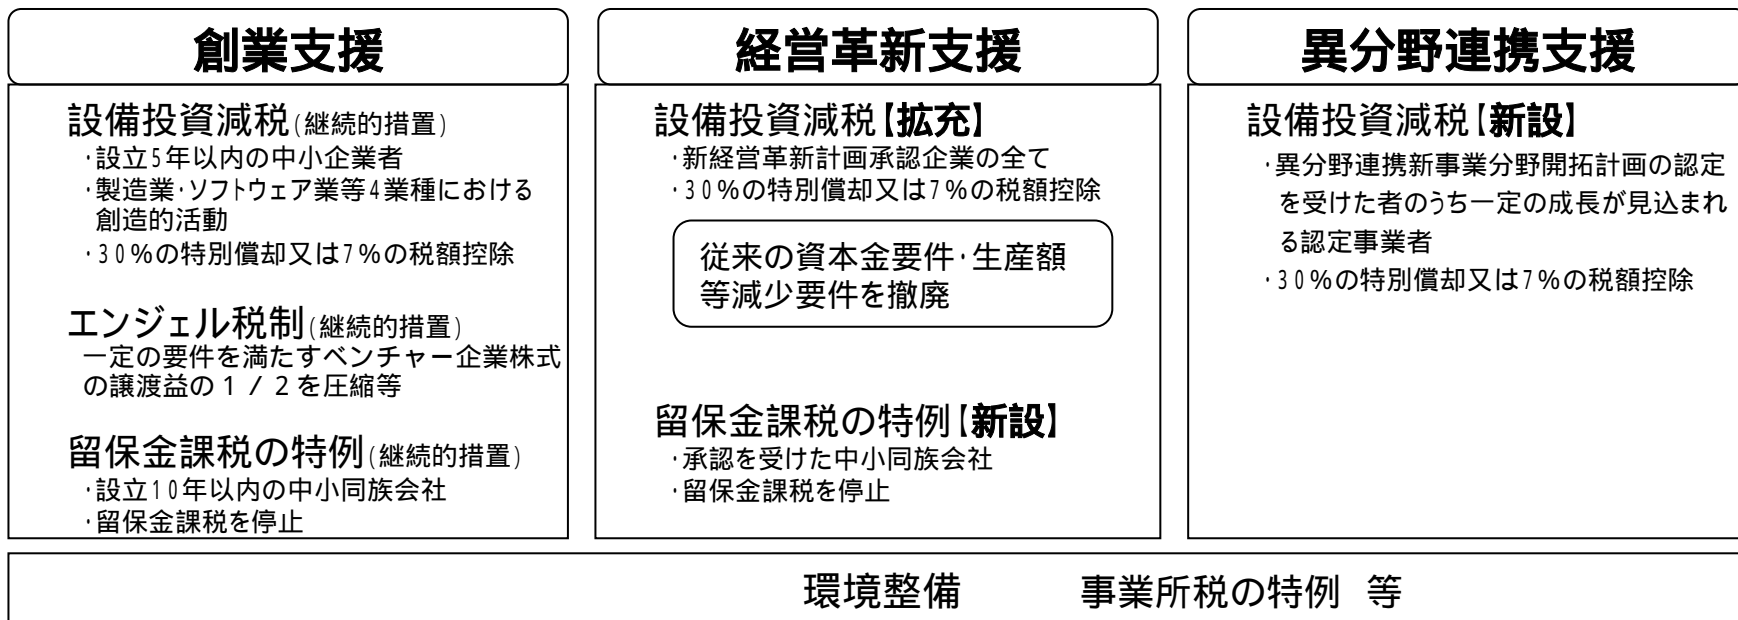 創業支援
設備投資減税(継続的措置)
・設立5年以内の中小企業者
・製造業・ソフトウェア業等4業種における
創造的活動
・30%の特別償却又は7%の税額控除
エンジェル税制(継続的措置)
一定の要件を満たすベンチャー企業株式
の譲渡益の1/2を圧縮等
留保金課税の特例(継続的措置)
・設立10年以内の中小同族会社
・留保金課税を停止
経営革新支援
設備投資減税【拡充】
・新経営革新計画承認企業の全て
・30%の特別償却又は7%の税額控除
従来の資本金要件・生産額
等減少要件を撤廃
留保金課税の特例【新設】
・承認を受けた中小同族会社
・留保金課税を停止
異分野連携支援
設備投資減税【新設】
・異分野連携新事業分野開拓計画の認定
を受けた者のうち一定の成長が見込まれ
る認定事業者
・30%の特別償却又は7%の税額控除
環境整備 事業所税の特例 等